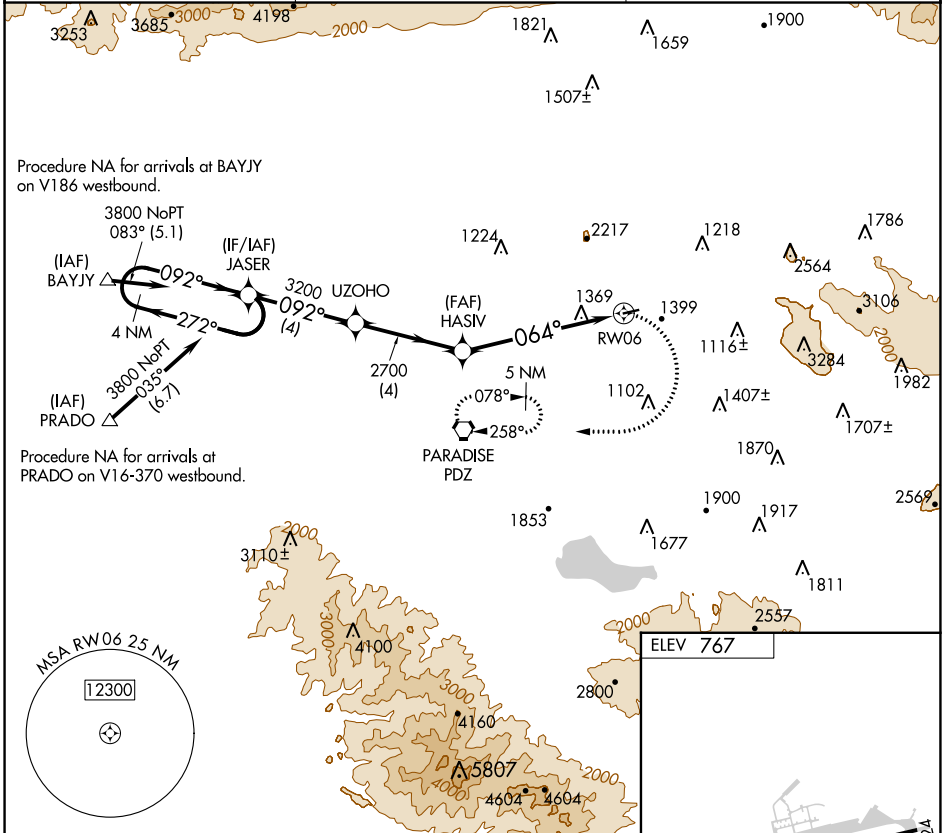 3253
3685
3000
4198
2000
1821
1659
1900
1507±
Procedure NA for arrivals at BAYJY
on V186 westbound.
3800 NoPT
083° (5.1)
(IAF)
BAYJY
092°
(IF/IAF)
JASER
3200
092°
(4)
UZOHO
4 NM
272°
3800 NoPT
035°
(6.7)
(IAF)
PRADO
2700
(4)
(FAF)
HASIV
064°
1224
2217
1218
1786
2564
1369
RW06
1399
3106
2000
1116±
3284
1982
5 NM
078°
258°
PARADISE
PDZ
1102
1407±
1707±
1870
Procedure NA for arrivals at
PRADO on V16-370 westbound.
1853
1900
1917
2569
1677
1811
2000
3110±
3000
4100
2000
2557
ELEV 767
MSA RW06 25 NM
12300
3000
4160
2800
5807
4000
4604
4604
2000
24